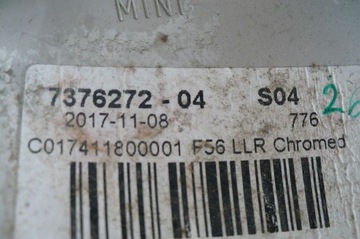 MINI
7376272 - 04 S04
2017-11-08 776
C017411800001 F56 LLR Chromed